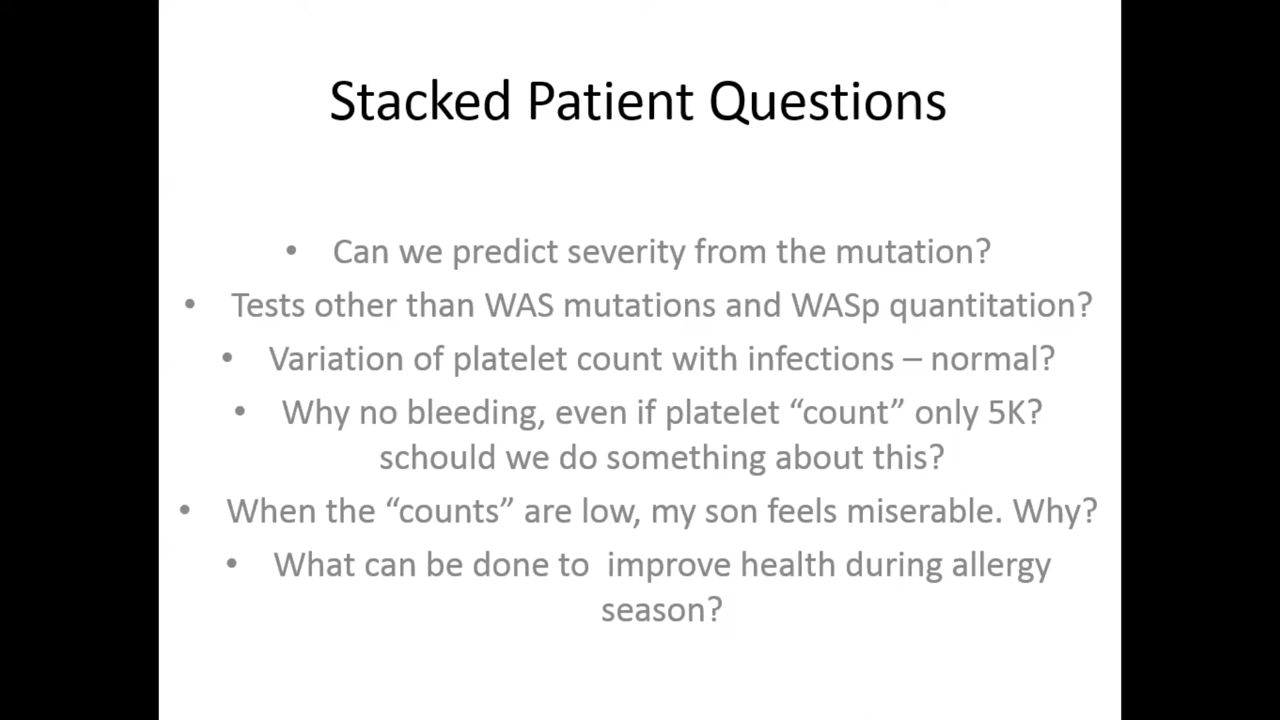 Stacked Patient Questions
• Can we predict severity from the mutation?
• Tests other than WAS mutations and WASp quantitation?
• Variation of platelet count with infections – normal?
• Why no bleeding, even if platelet “count” only 5K?
schould we do something about this?
• When the “counts” are low, my son feels miserable. Why?
• What can be done to  improve health during allergy
season?